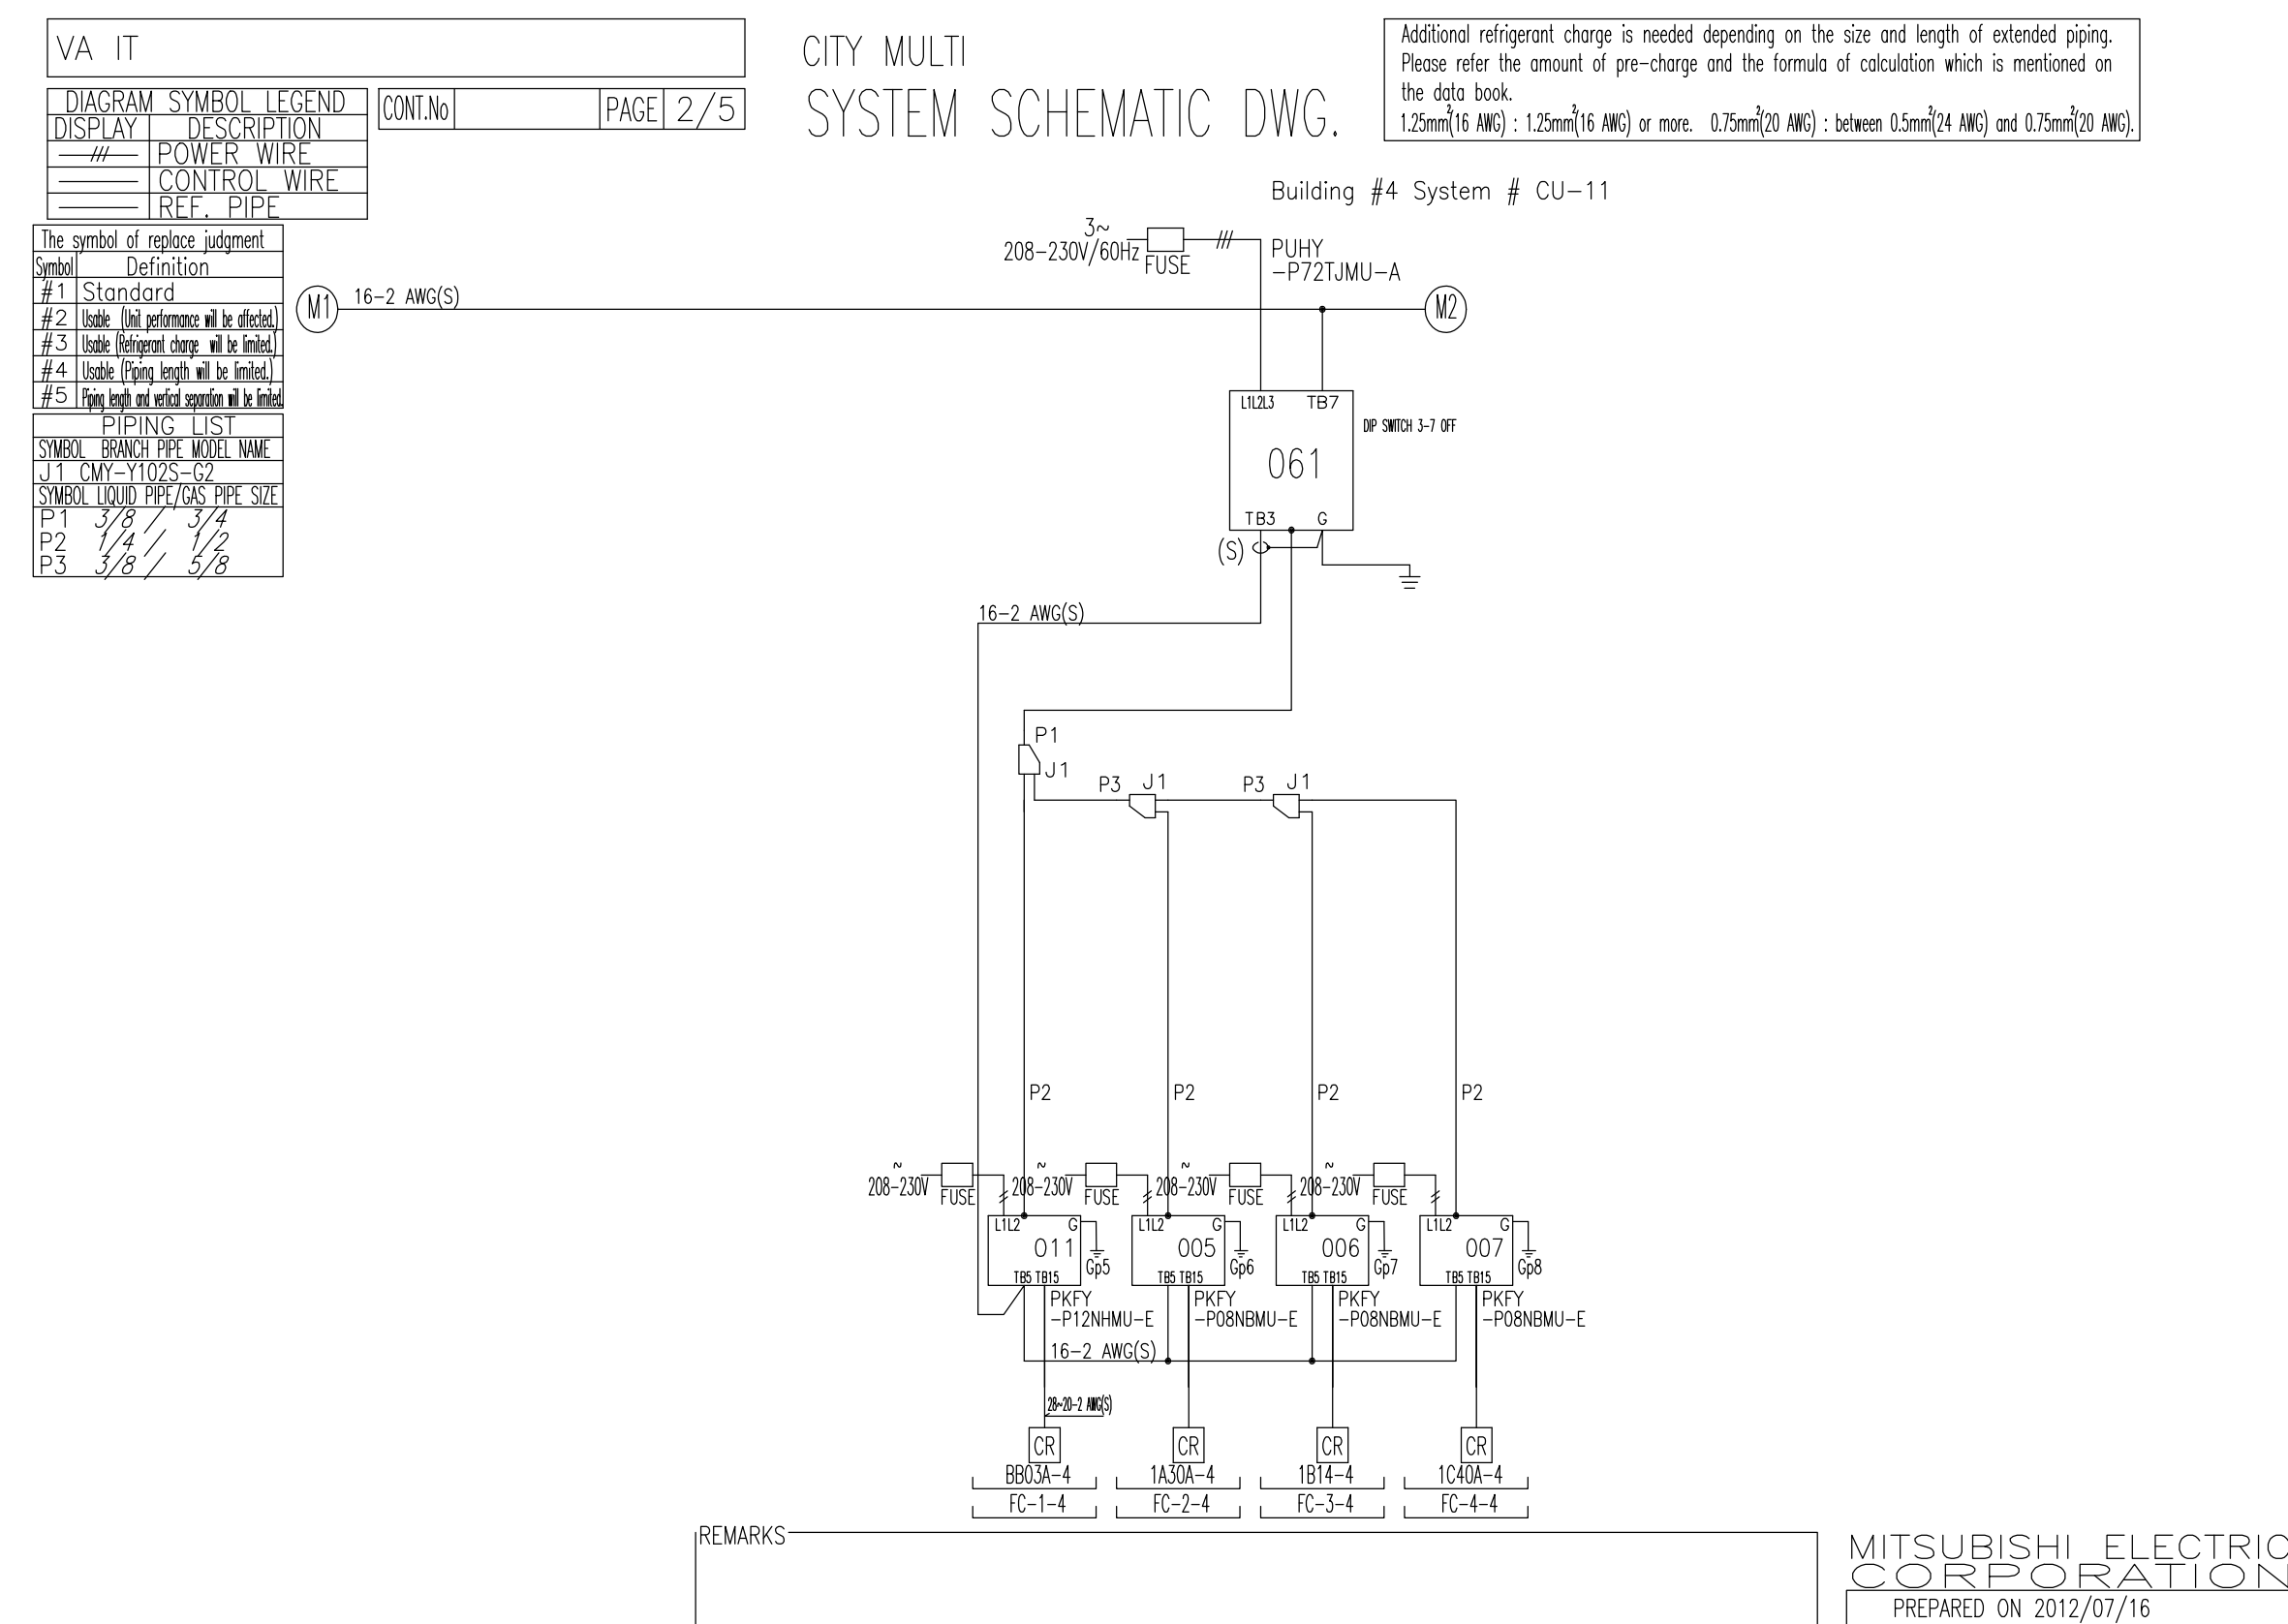 VA IT
CITY MULTI
SYSTEM SCHEMATIC DWG.
Additional refrigerant charge is needed depending on the size and length of extended piping.
Please refer the amount of pre-charge and the formula of calculation which is mentioned on
the data book.
1.25mm²(16 AWG) : 1.25mm²(16 AWG) or more.  0.75mm²(20 AWG) : between 0.5mm²(24 AWG) and 0.75mm²(20 AWG).
DIAGRAM SYMBOL LEGEND
DISPLAY DESCRIPTION
POWER WIRE
CONTROL WIRE
REF. PIPE
CONT.No PAGE 2/5
The symbol of replace judgment
Symbol Definition
#1 Standard
#2 Usable (Unit performance will be affected.)
#3 Usable (Refrigerant charge will be limited.)
#4 Usable (Piping length will be limited.)
#5 Piping length and vertical separation will be limited.
PIPING LIST
SYMBOL BRANCH PIPE MODEL NAME
J1 CMY-Y102S-G2
SYMBOL LIQUID PIPE/GAS PIPE SIZE
P1 3/8 / 3/4
P2 1/4 / 1/2
P3 3/8 / 5/8
Building #4 System # CU-11
3~
208-230V/60Hz
FUSE
PUHY
-P72TJMU-A
M1
16-2 AWG(S)
M2
L1L2L3 TB7
DIP SWITCH 3-7 OFF
061
TB3 G
(S)
16-2 AWG(S)
P1
J1
P3 J1 P3 J1
P2 P2 P2 P2
~ ~ ~ ~
208-230V 208-230V 208-230V 208-230V
FUSE FUSE FUSE FUSE
L1L2 G L1L2 G L1L2 G L1L2 G
011 005 006 007
Gp5 Gp6 Gp7 Gp8
TB5 TB15 TB5 TB15 TB5 TB15 TB5 TB15
PKFY PKFY PKFY PKFY
-P12NHMU-E -P08NBMU-E -P08NBMU-E -P08NBMU-E
16-2 AWG(S)
28~20-2 AWG(S)
CR CR CR CR
BB03A-4 1A30A-4 1B14-4 1C40A-4
FC-1-4 FC-2-4 FC-3-4 FC-4-4
REMARKS
MITSUBISHI ELECTRIC
CORPORATION
PREPARED ON 2012/07/16